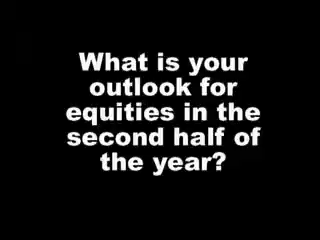 What is your
outlook for
equities in the
second half of
the year?